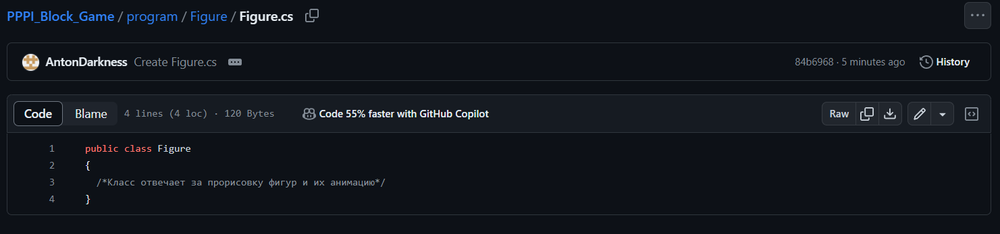 PPPI_Block_Game / program / Figure / Figure.cs
AntonDarkness Create Figure.cs
84b6968 · 5 minutes ago
History
Code Blame 4 lines (4 loc) · 120 Bytes
Code 55% faster with GitHub Copilot
Raw
1 public class Figure
2 {
3 /*Класс отвечает за прорисовку фигур и их анимацию*/
4 }